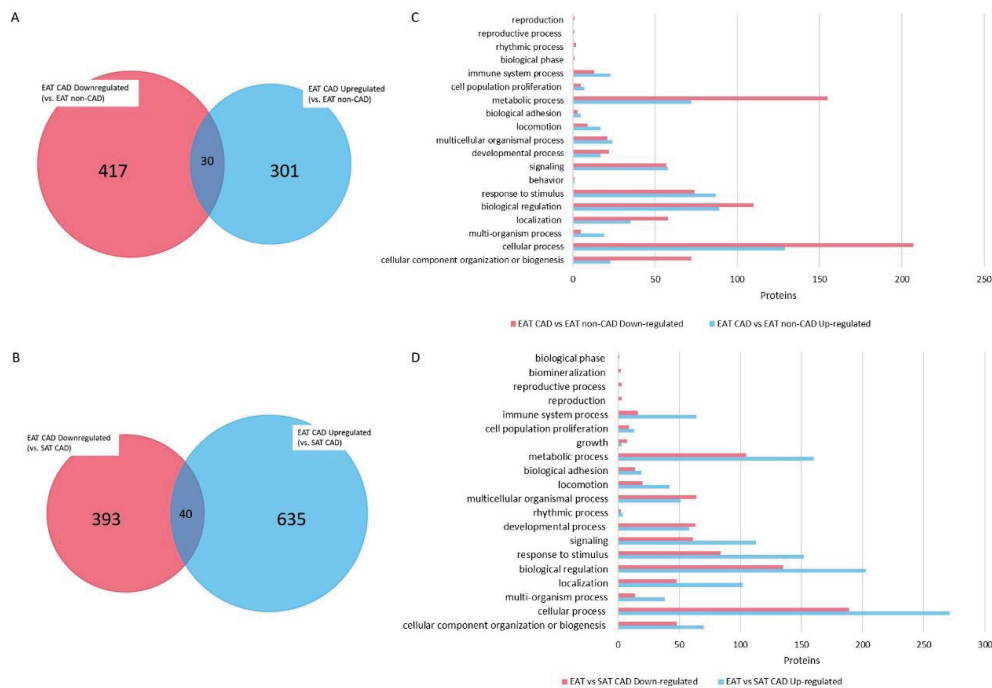 A
EAT CAD Downregulated
(vs. EAT non-CAD)
EAT CAD Upregulated
(vs. EAT non-CAD)
417
30
301
C
reproduction
reproductive process
rhythmic process
biological phase
immune system process
cell population proliferation
metabolic process
biological adhesion
locomotion
multicellular organismal process
developmental process
signaling
behavior
response to stimulus
biological regulation
localization
multi-organism process
cellular process
cellular component organization or biogenesis
0 50 100 150 200 250
Proteins
EAT CAD vs EAT non-CAD Down-regulated
EAT CAD vs EAT non-CAD Up-regulated
B
EAT CAD Downregulated
(vs. SAT CAD)
EAT CAD Upregulated
(vs. SAT CAD)
393
40
635
D
biological phase
biomineralization
reproductive process
reproduction
immune system process
cell population proliferation
growth
metabolic process
biological adhesion
locomotion
multicellular organismal process
rhythmic process
developmental process
signaling
response to stimulus
biological regulation
localization
multi-organism process
cellular process
cellular component organization or biogenesis
0 50 100 150 200 250 300
Proteins
EAT vs SAT CAD Down-regulated
EAT vs SAT CAD Up-regulated